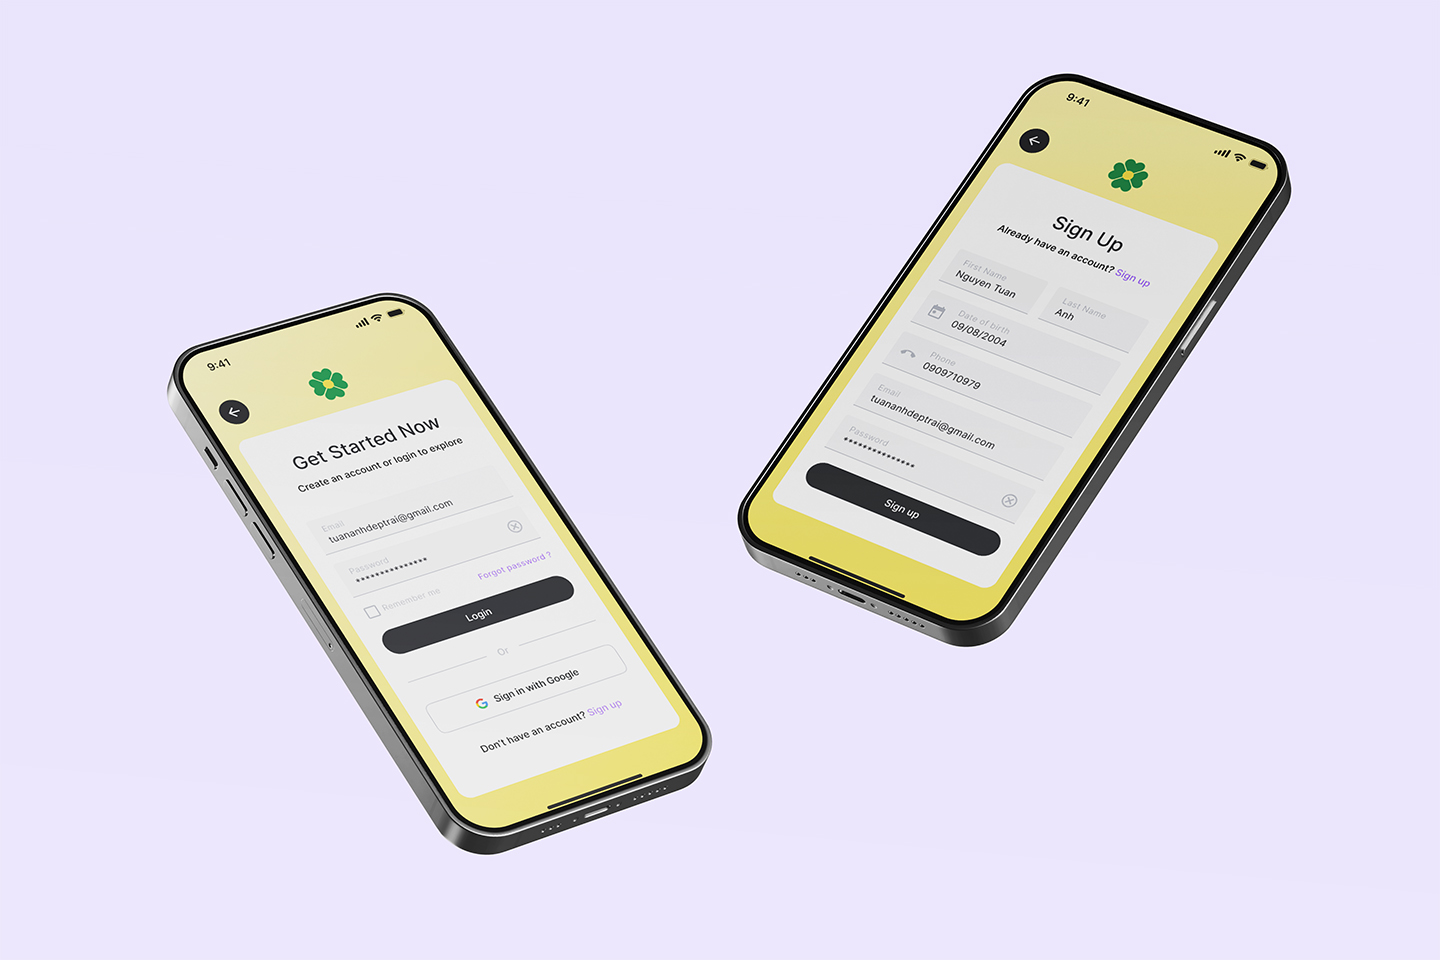 9:41
Get Started Now
Create an account or login to explore
Email
tuananhdeptrai@gmail.com
Password
Forgot password ?
Remember me
Login
Or
Sign in with Google
Don't have an account? Sign up
9:41
Sign Up
Already have an account? Sign up
First Name
Nguyen Tuan
Last Name
Anh
Date of birth
09/08/2004
Phone
0909710979
Email
tuananhdeptrai@gmail.com
Password
Sign up